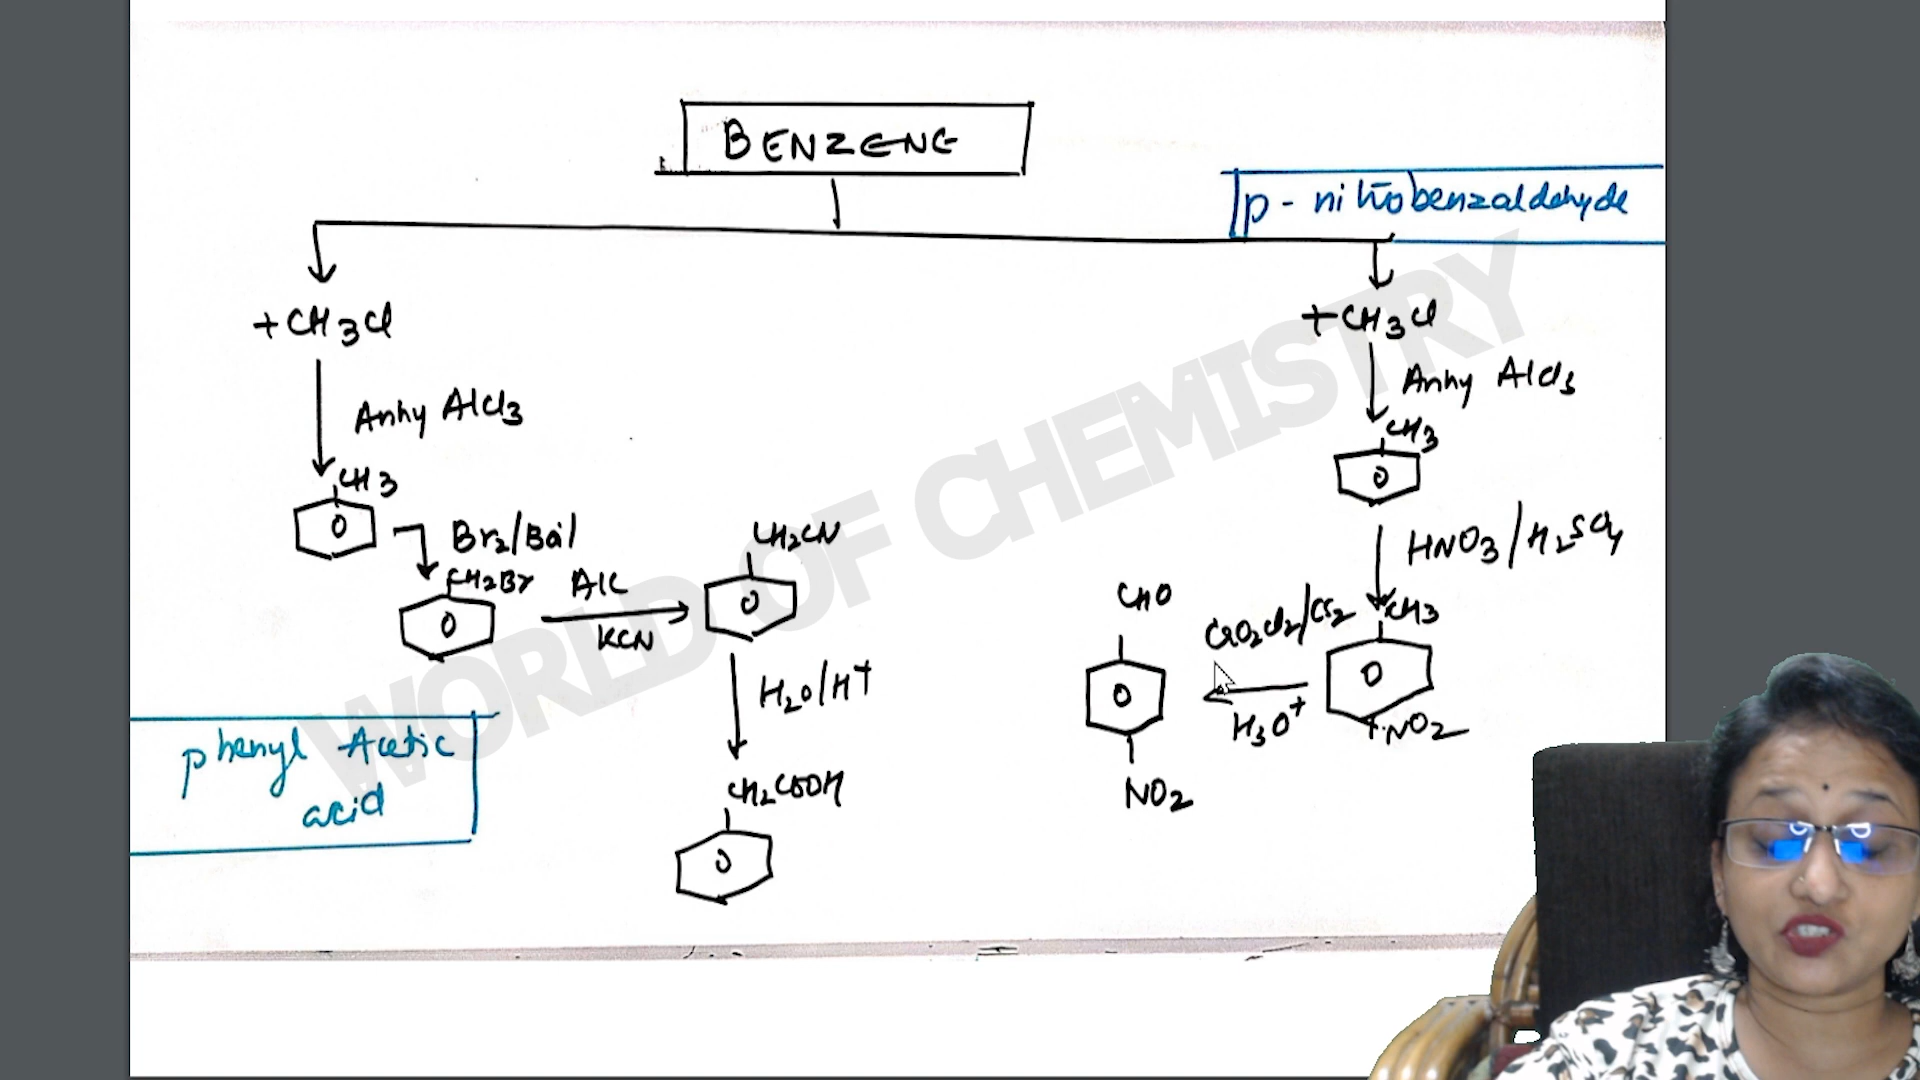 BENZENE
p - nitrobenzaldehyde
+ CH3Cl
Anhy AlCl3
CH3
Br2/Boil
CH2Br
Alc
KCN
CH2CN
H2O/H+
CH2COOH
phenyl Acetic
acid
+ CH3Cl
Anhy AlCl3
CH3
HNO3/H2SO4
CH3
NO2
CrO2Cl2/CS2
H3O+
CHO
NO2
WORLD OF CHEMISTRY